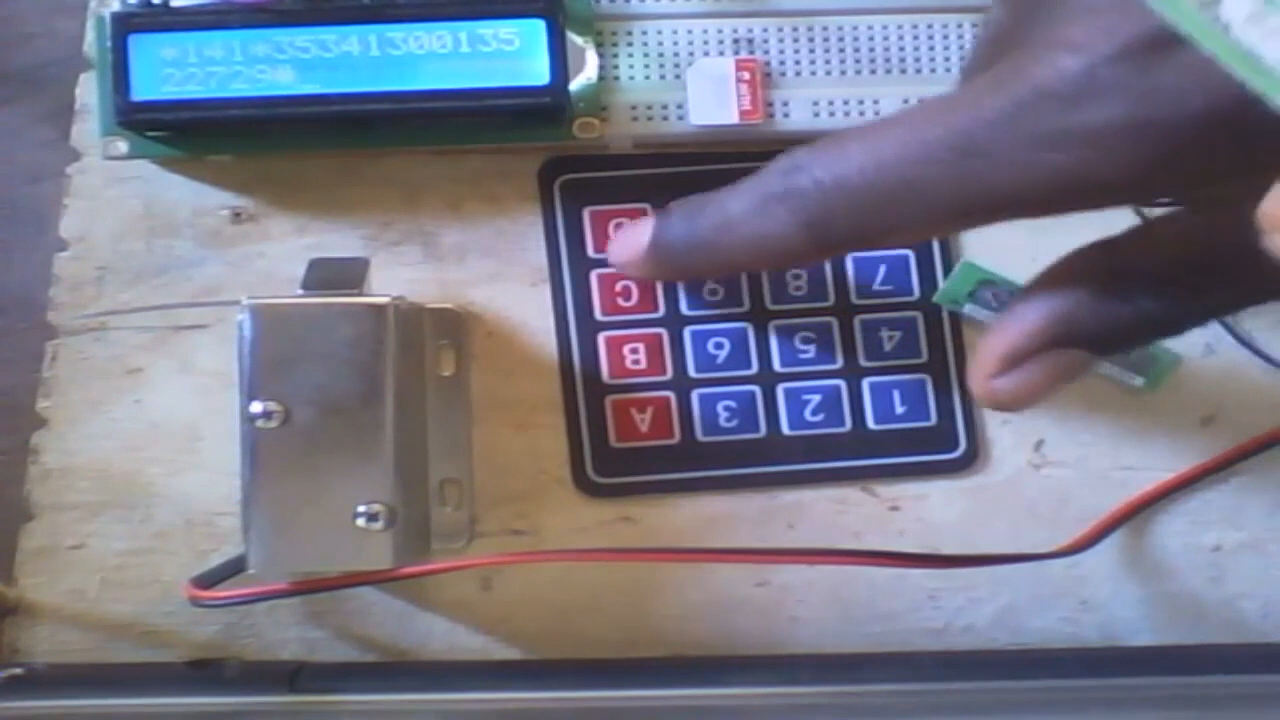 *141*35341300135
22729#_
D
C 9 8 7
B 6 5 4
A 3 2 1